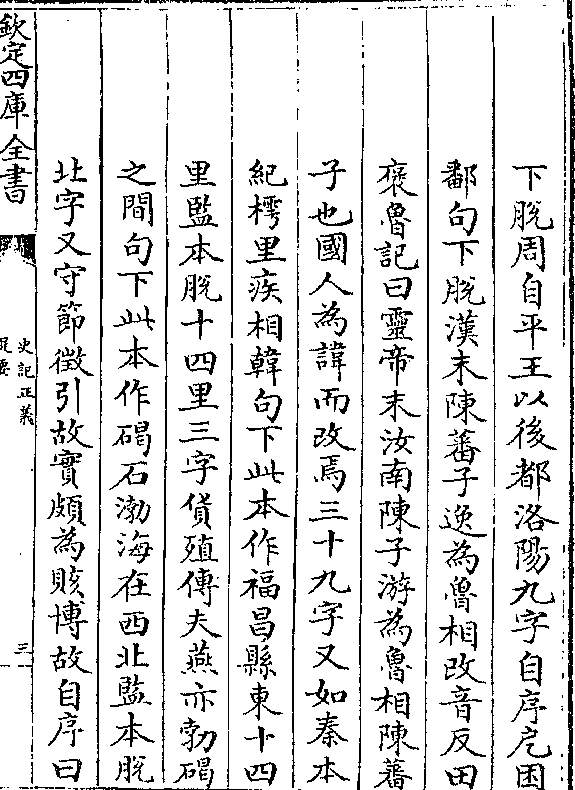 下脫周自平王以後都洛陽九字自序戹困
鄱句下脫漢末陳蕃子逸為魯相改音反田
褒魯記曰靈帝末汝南陳子游為魯相陳蕃
子也國人為諱而改焉三十九字又如秦本
紀樗里疾相韓句下此本作福昌縣東十四
里監本脫十四里三字貨殖傳夫燕亦勃碣
之間句下此本作碣石渤海在西北監本脫
北字又守節徵引故實頗為賅博故自序曰
欽定四庫全書
史記正義
提要
三